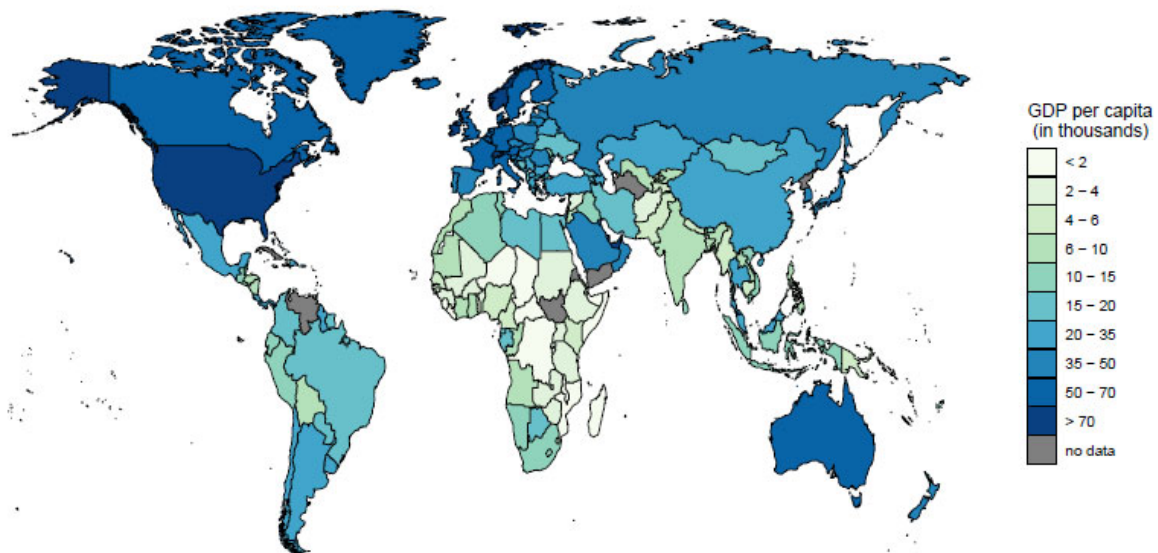 GDP per capita
(in thousands)
< 2
2 – 4
4 – 6
6 – 10
10 – 15
15 – 20
20 – 35
35 – 50
50 – 70
> 70
no data